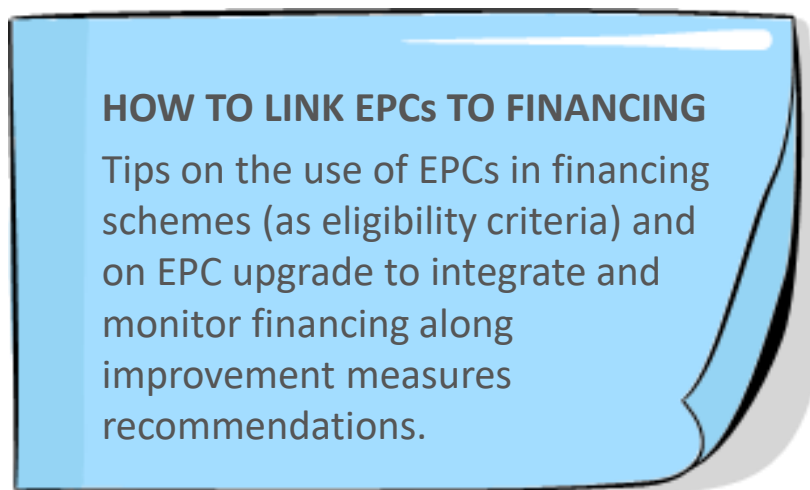 HOW TO LINK EPCs TO FINANCING
Tips on the use of EPCs in financing
schemes (as eligibility criteria) and
on EPC upgrade to integrate and
monitor financing along
improvement measures
recommendations.